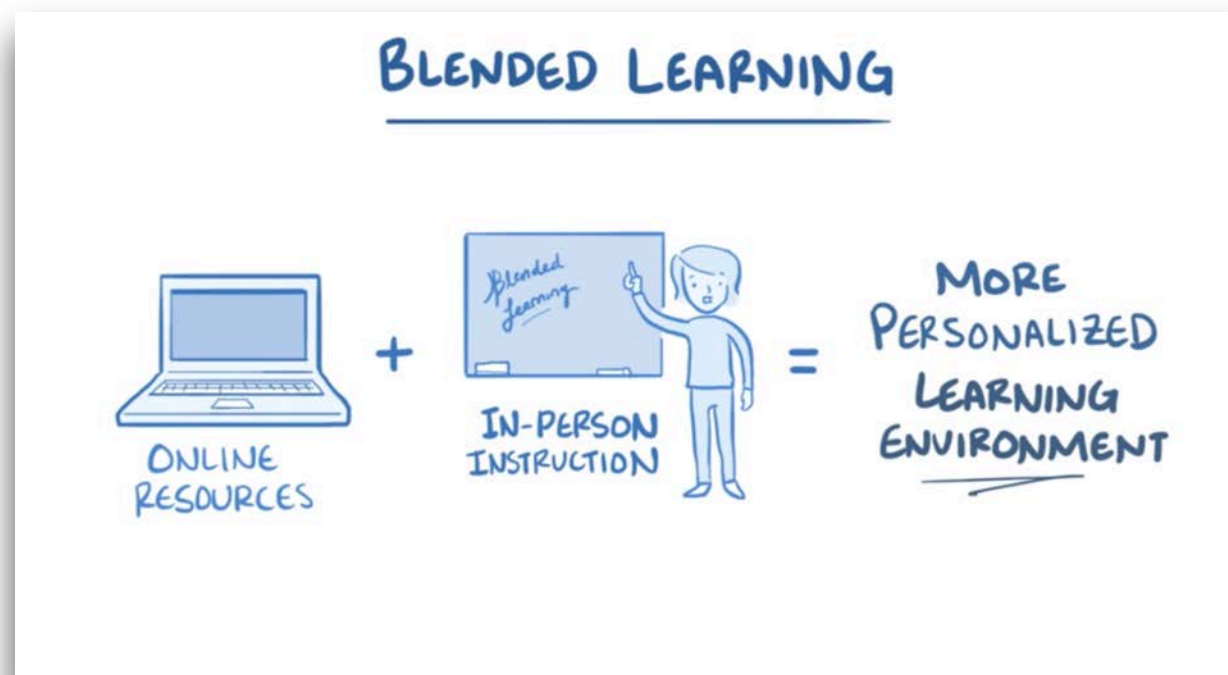 BLENDED LEARNING
Blended
Learning
+
=
ONLINE
RESOURCES
IN-PERSON
INSTRUCTION
MORE
PERSONALIZED
LEARNING
ENVIRONMENT